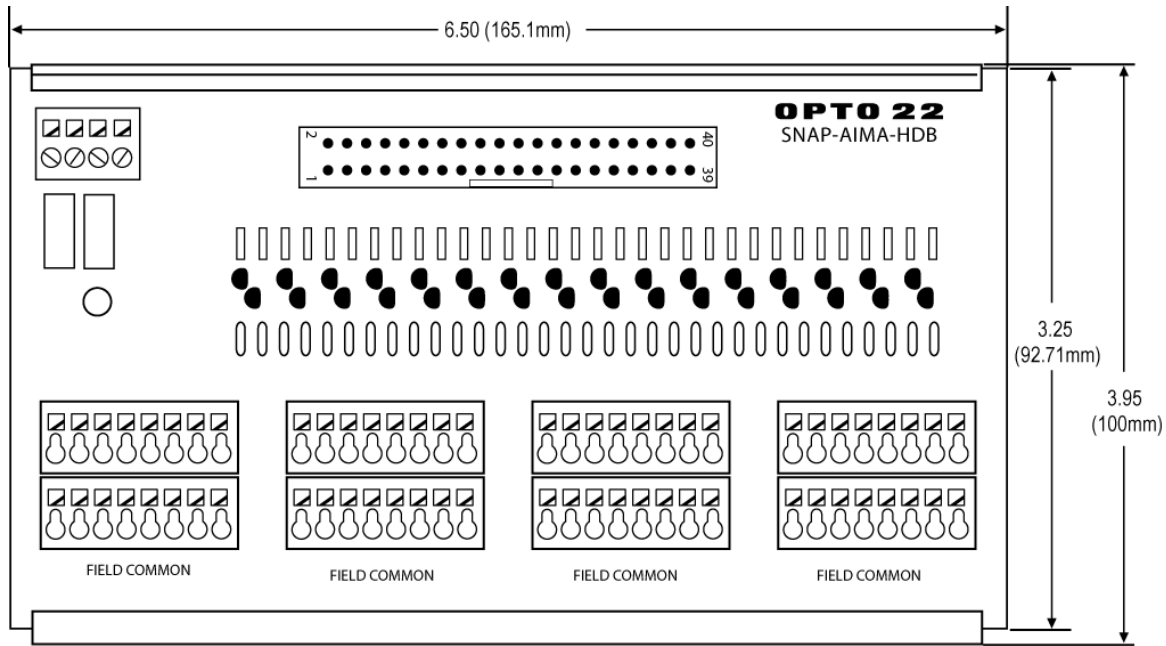 6.50 (165.1mm)
OPTO 22
SNAP-AIMA-HDB
2
40
1
39
3.25
(92.71mm)
3.95
(100mm)
FIELD COMMON
FIELD COMMON
FIELD COMMON
FIELD COMMON